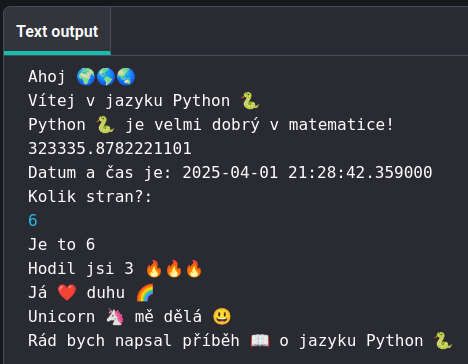 Text output
Ahoj 🌍🌎🌏
Vítej v jazyku Python 🐍
Python 🐍 je velmi dobrý v matematice!
323335.8782221101
Datum a čas je: 2025-04-01 21:28:42.359000
Kolik stran?:
6
Je to 6
Hodil jsi 3 🔥🔥🔥
Já ❤️ duhu 🌈
Unicorn 🦄 mě dělá 😃
Rád bych napsal příběh 📖 o jazyku Python 🐍